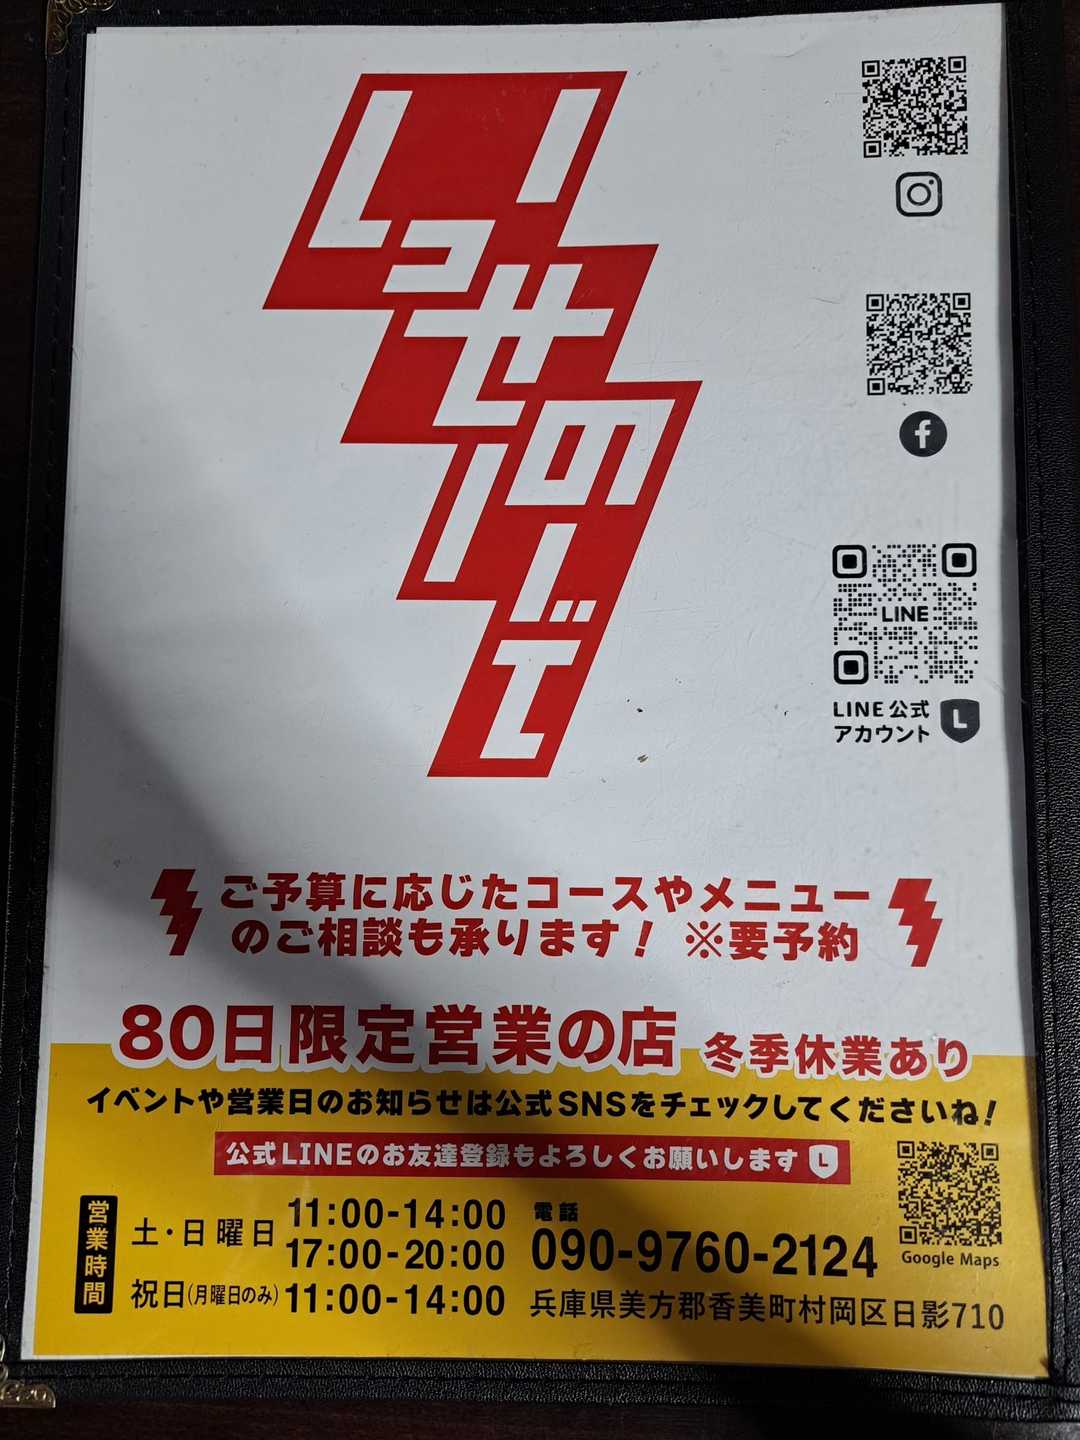 いっせーのーで
LINE
LINE公式
アカウント
ご予算に応じたコースやメニュー
のご相談も承ります! ※要予約
80日限定営業の店 冬季休業あり
イベントや営業日のお知らせは公式SNSをチェックしてくださいね!
公式LINEのお友達登録もよろしくお願いします
営業時間
土・日曜日 11:00-14:00
17:00-20:00
祝日(月曜日のみ) 11:00-14:00
電話
090-9760-2124
兵庫県美方郡香美町村岡区日影710
Google Maps